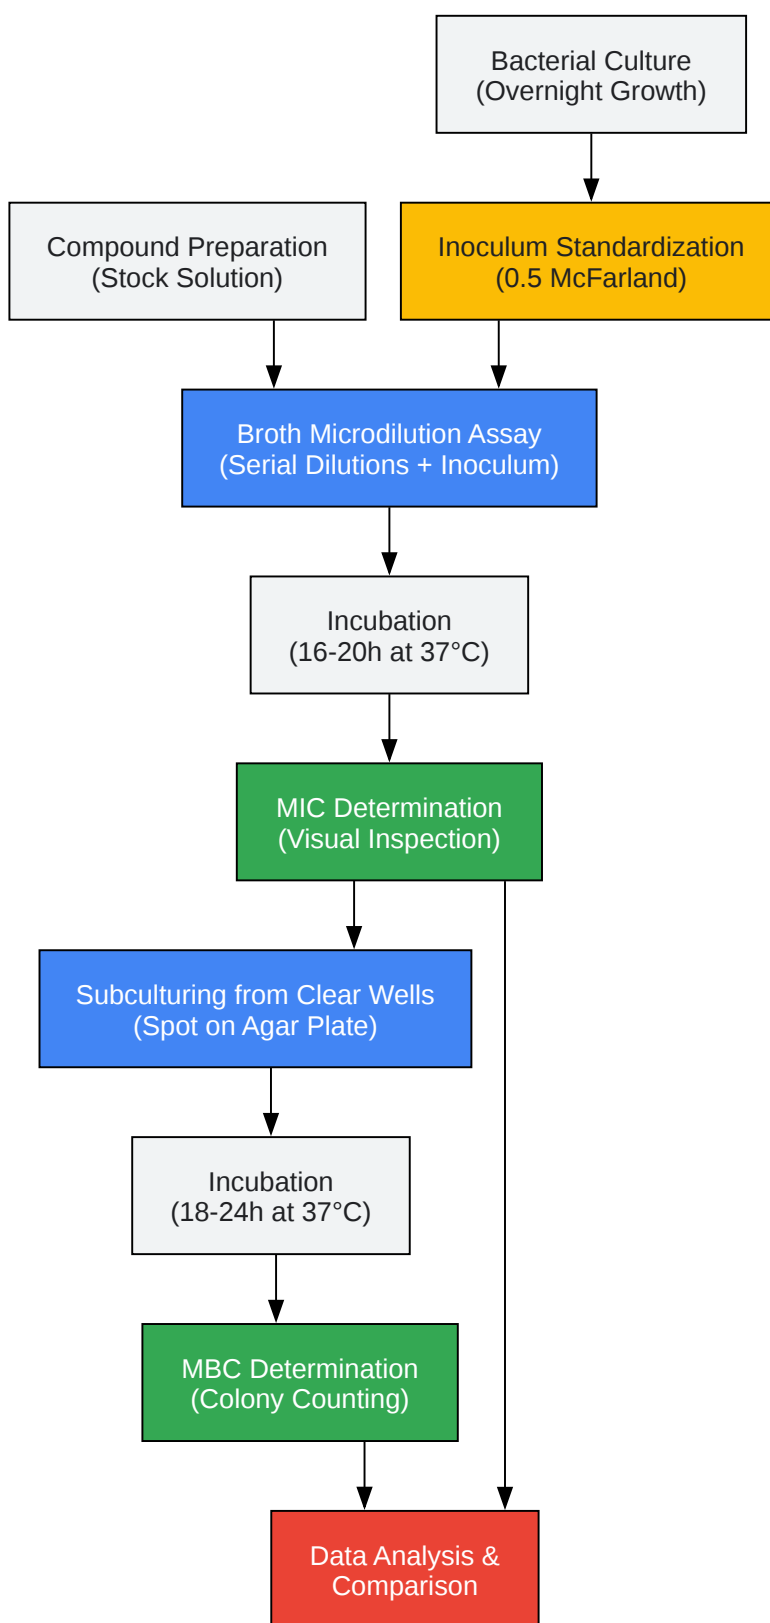 Bacterial Culture
(Overnight Growth)
Compound Preparation
(Stock Solution)
Inoculum Standardization
(0.5 McFarland)
Broth Microdilution Assay
(Serial Dilutions + Inoculum)
Incubation
(16-20h at 37°C)
MIC Determination
(Visual Inspection)
Subculturing from Clear Wells
(Spot on Agar Plate)
Incubation
(18-24h at 37°C)
MBC Determination
(Colony Counting)
Data Analysis &
Comparison